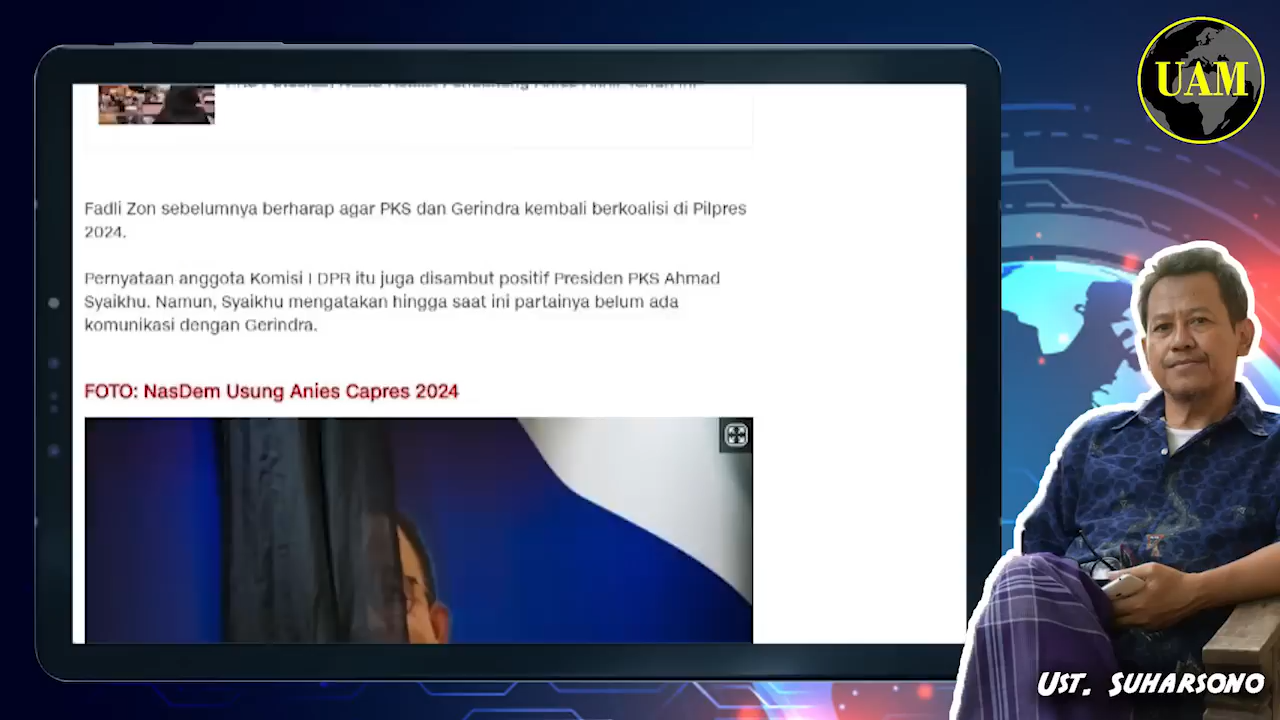 UAM
Fadli Zon sebelumnya berharap agar PKS dan Gerindra kembali berkoalisi di Pilpres
2024.
Pernyataan anggota Komisi I DPR itu juga disambut positif Presiden PKS Ahmad
Syaikhu. Namun, Syaikhu mengatakan hingga saat ini partainya belum ada
komunikasi dengan Gerindra.
FOTO: NasDem Usung Anies Capres 2024
UST. SUHARSONO